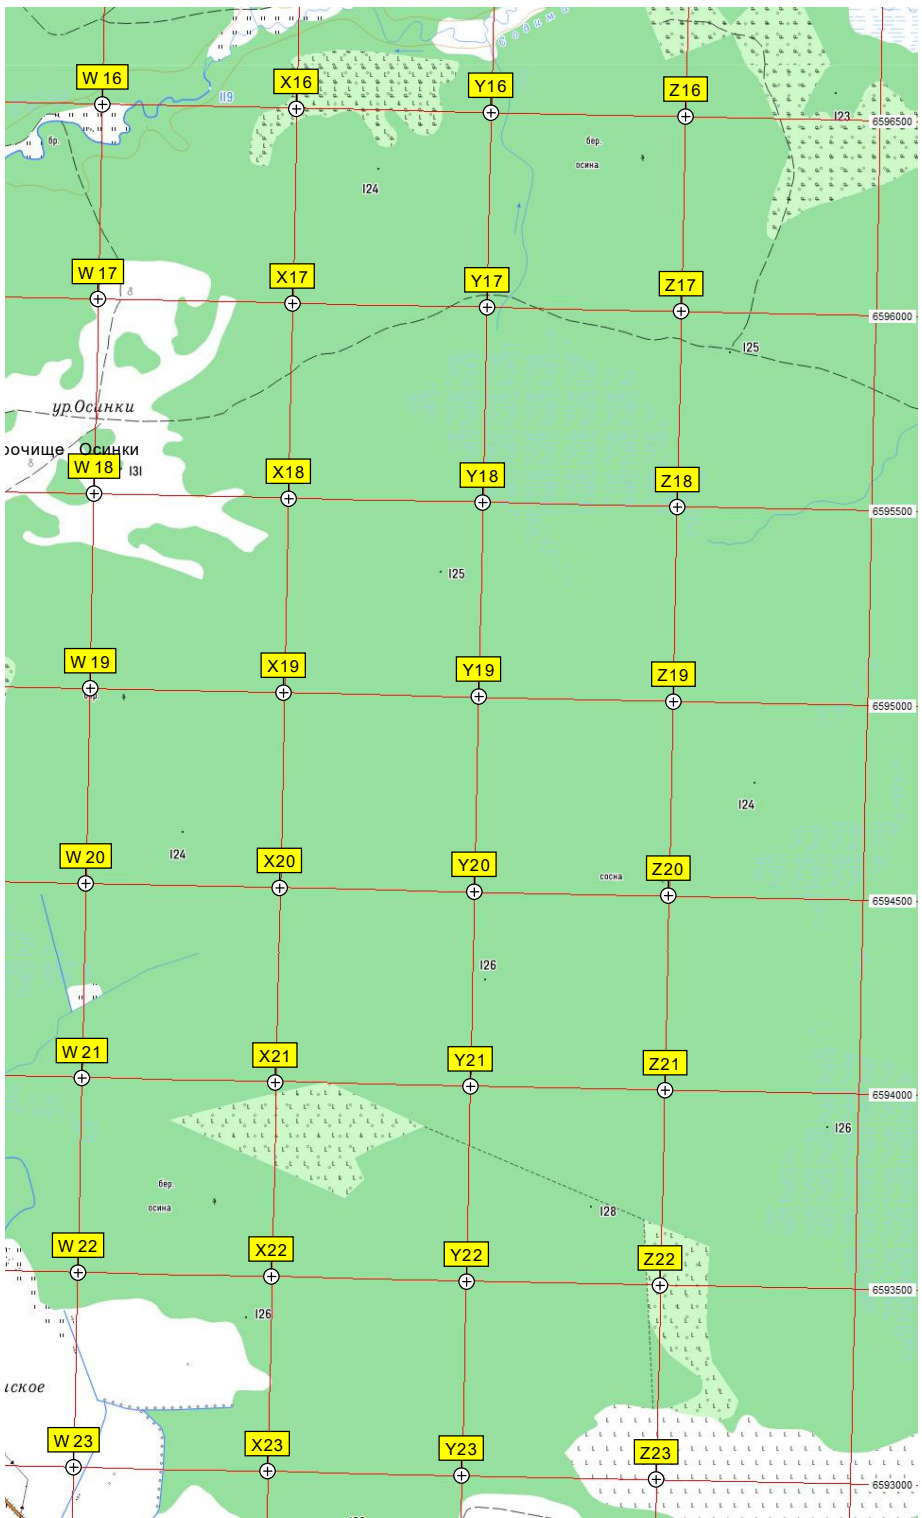 Содима
W 16
X16
Y16
Z16
119
123
6596500
бр.
бер.
осина
124
W 17
X17
Y17
Z17
6596000
125
ур.Осинки
рочище Осинки
W 18
131
X18
Y18
Z18
6595500
125
W 19
X19
Y19
Z19
6595000
124
W 20
124
X20
Y20
сосна
Z20
6594500
126
W 21
X21
Y21
Z21
6594000
126
бер.
осина
128
W 22
X22
Y22
Z22
6593500
126
ское
W 23
X23
Y23
Z23
6593000